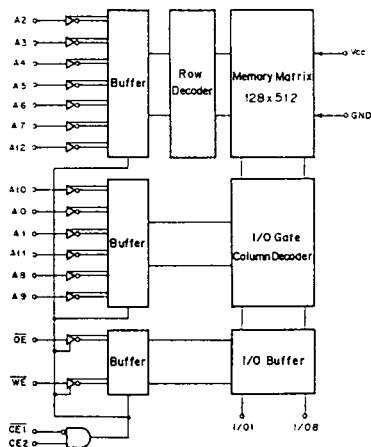 A2
A3
A4
A5
A6
A7
A12
Buffer
Row
Decoder
Memory Matrix
128 x 512
Vcc
GND
A10
A0
A1
A11
A8
A9
Buffer
I/O Gate
Column Decoder
OE
WE
Buffer
I/O Buffer
CE1
CE2
I/O1
I/O8